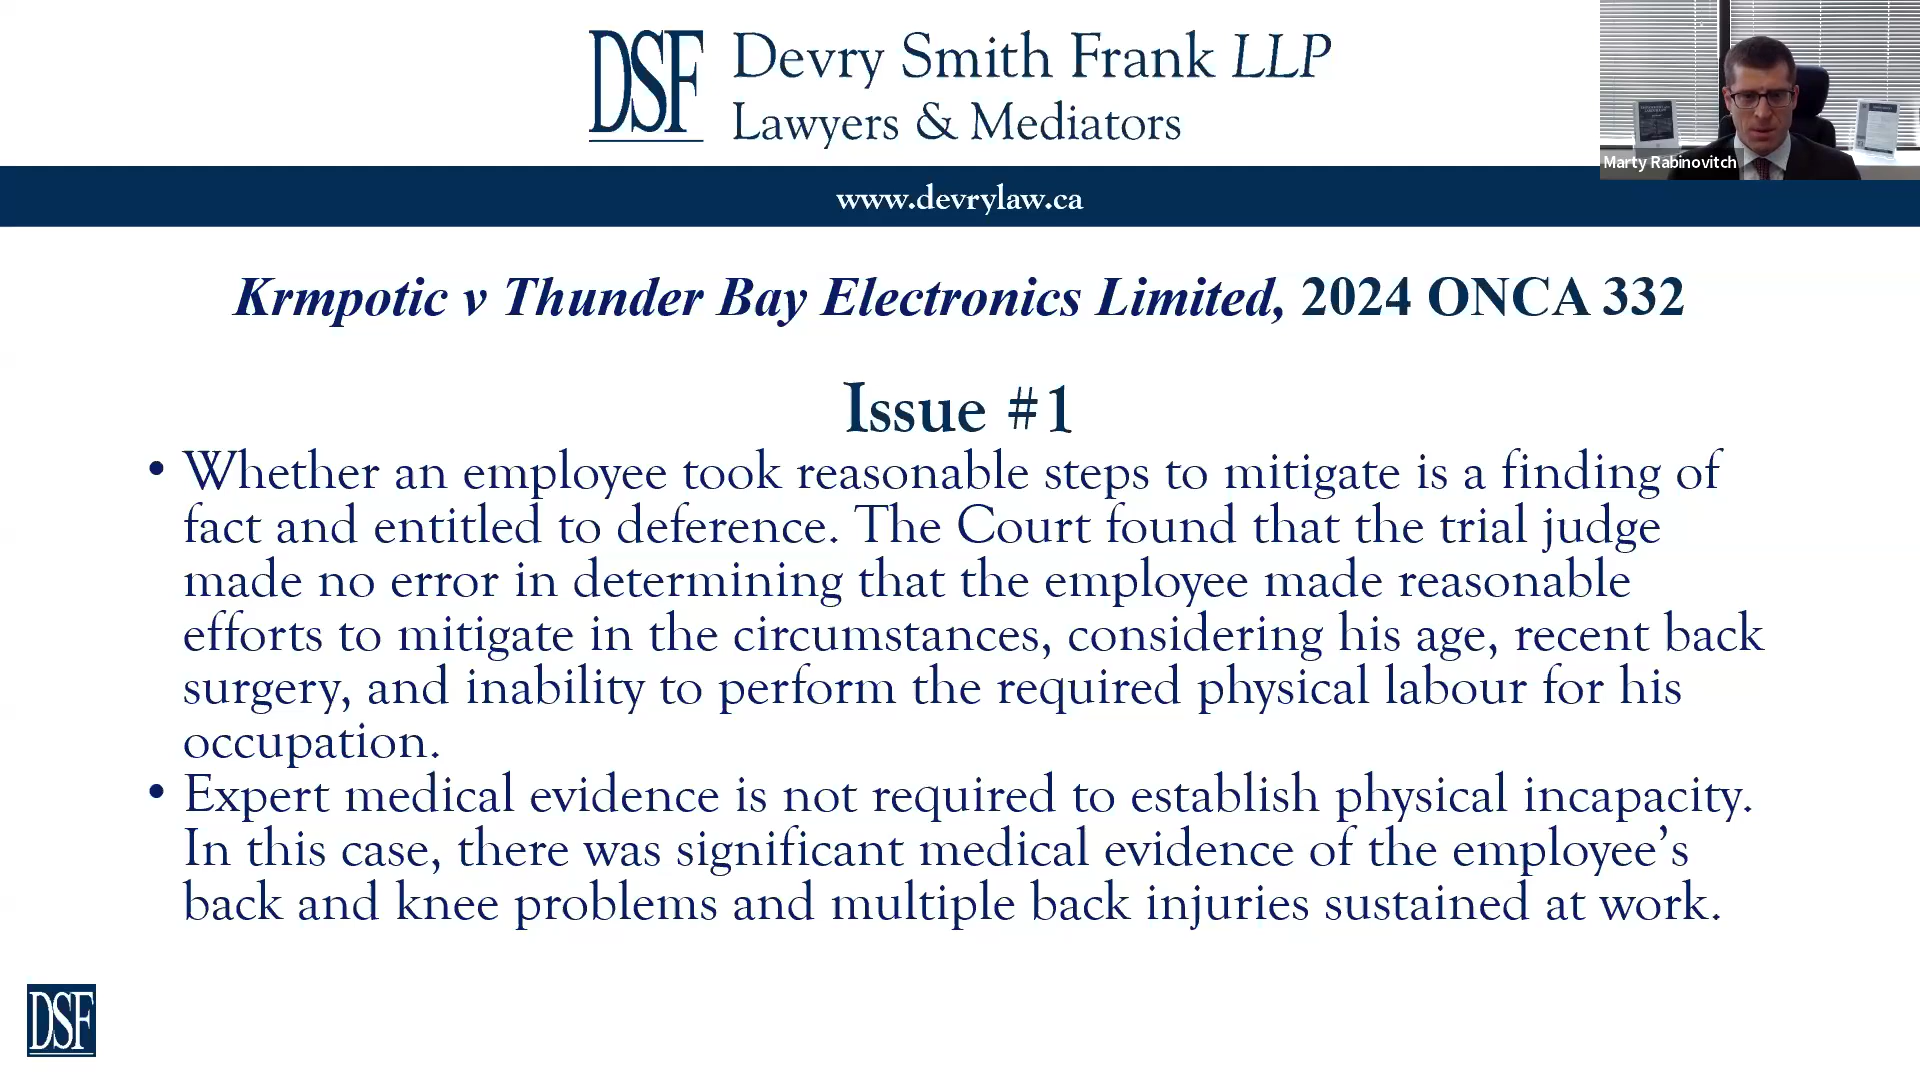 DSF
Devry Smith Frank LLP
Lawyers & Mediators
Marty Rabinovitch
www.devrylaw.ca
Krmpotic v Thunder Bay Electronics Limited, 2024 ONCA 332
Issue #1
• Whether an employee took reasonable steps to mitigate is a finding of
fact and entitled to deference. The Court found that the trial judge
made no error in determining that the employee made reasonable
efforts to mitigate in the circumstances, considering his age, recent back
surgery, and inability to perform the required physical labour for his
occupation.
• Expert medical evidence is not required to establish physical incapacity.
In this case, there was significant medical evidence of the employee’s
back and knee problems and multiple back injuries sustained at work.
DSF